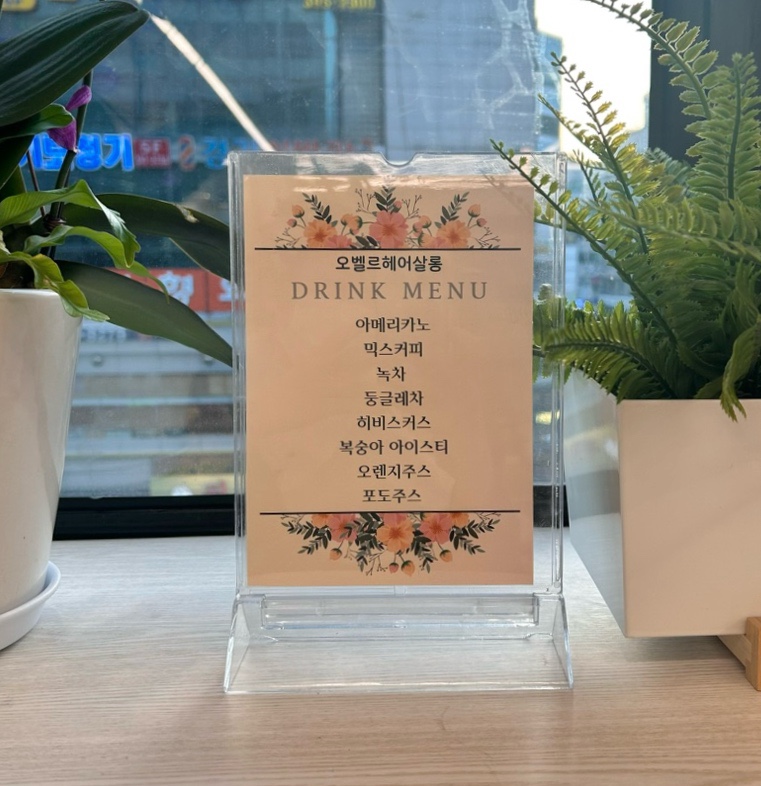 오벨르헤어살롱
DRINK MENU
아메리카노
믹스커피
녹차
둥글레차
히비스커스
복숭아 아이스티
오렌지주스
포도주스